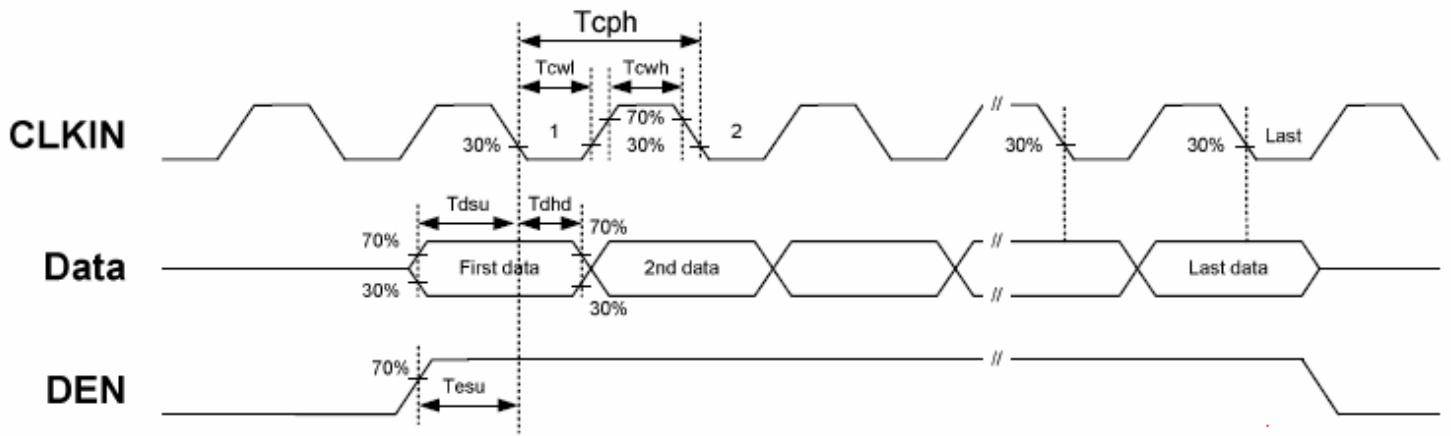 Tcph
Tcwl Tcwh
CLKIN 30% 1 70% 30% 2 // 30% 30% Last
Tdsu Tdhd
70% 70%
Data First data 2nd data // // Last data
30% 30%
DEN 70% Tesu //